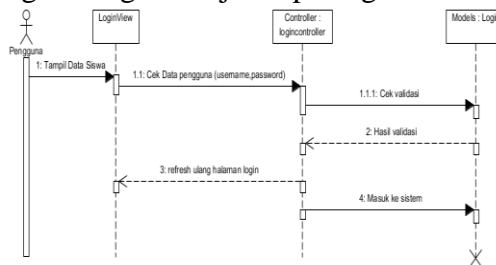 LoginView
Controller :
logincontroller
Models : Logi
Pengguna
1: Tampil Data Siswa
1.1: Cek Data pengguna (username,password)
1.1.1: Cek validasi
2: Hasil validasi
3: refresh ulang halaman login
4: Masuk ke sistem